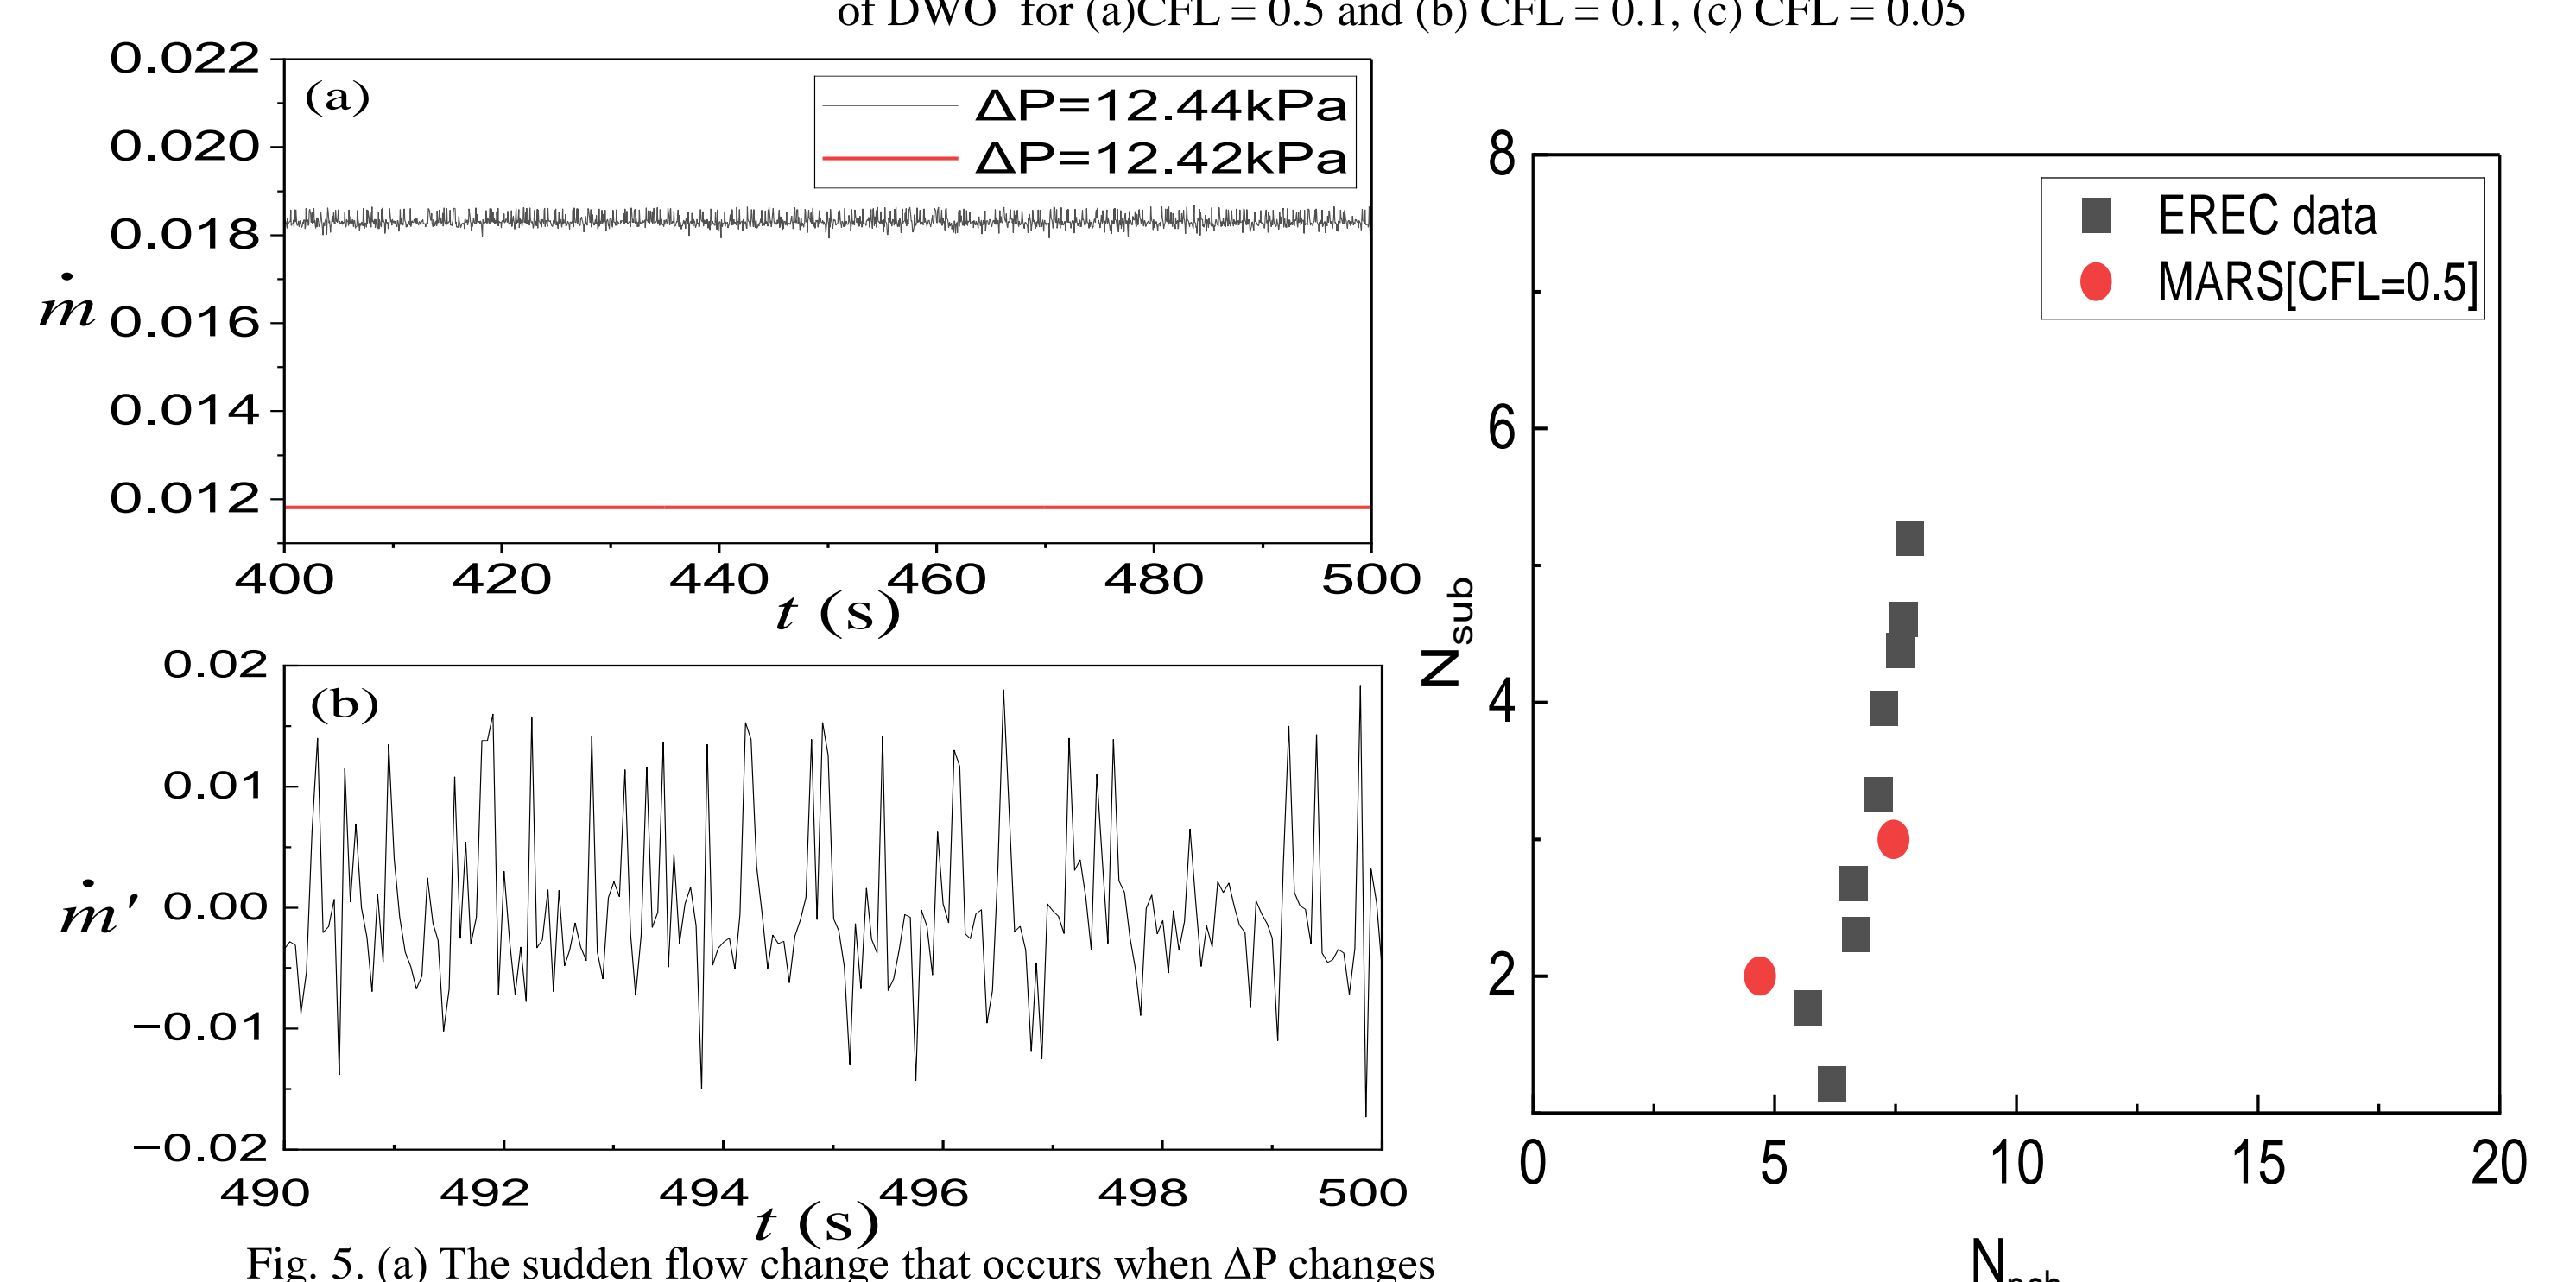 of DWO for (a)CFL = 0.5 and (b) CFL = 0.1, (c) CFL = 0.05
0.022
0.020
0.018
0.016
0.014
0.012
ṁ
(a)
ΔP=12.44kPa
ΔP=12.42kPa
400 420 440 460 480 500
t (s)
0.02
0.01
0.00
−0.01
−0.02
ṁ′
(b)
490 492 494 496 498 500
t (s)
Fig. 5. (a) The sudden flow change that occurs when ΔP changes
8
6
4
2
Nsub
EREC data
MARS[CFL=0.5]
0 5 10 15 20
Npch